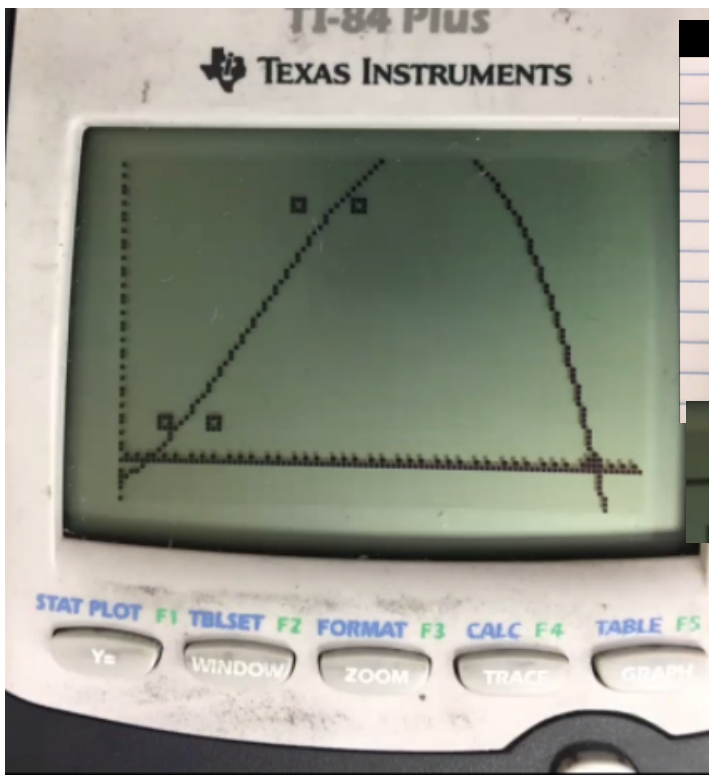 TI-84 Plus
TEXAS INSTRUMENTS
STAT PLOT F1 TBLSET F2 FORMAT F3 CALC F4 TABLE F5
Y= WINDOW ZOOM TRACE GRAPH